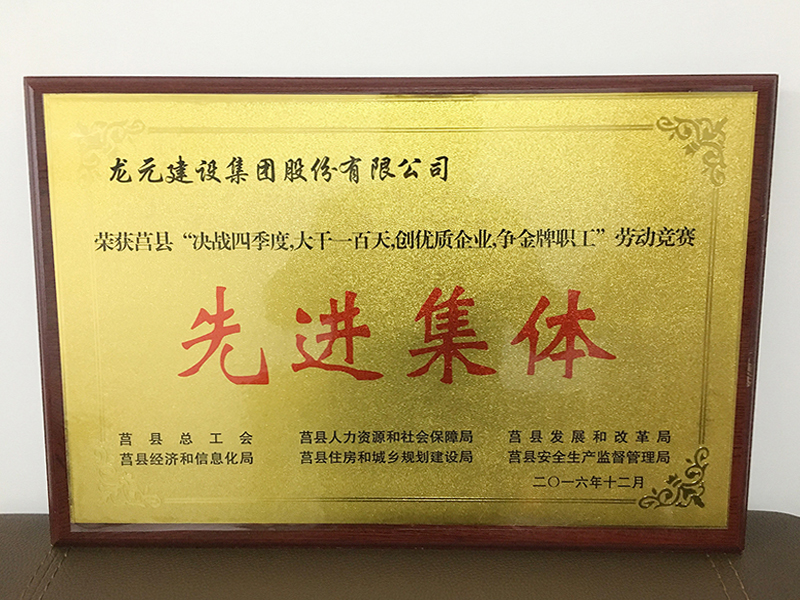 龙元建设集团股份有限公司
荣获莒县“决战四季度,大干一百天,创优质企业,争金牌职工”劳动竞赛
先进集体
莒县总工会 莒县人力资源和社会保障局 莒县发展和改革局
莒县经济和信息化局 莒县住房和城乡规划建设局 莒县安全生产监督管理局
二〇一六年十二月